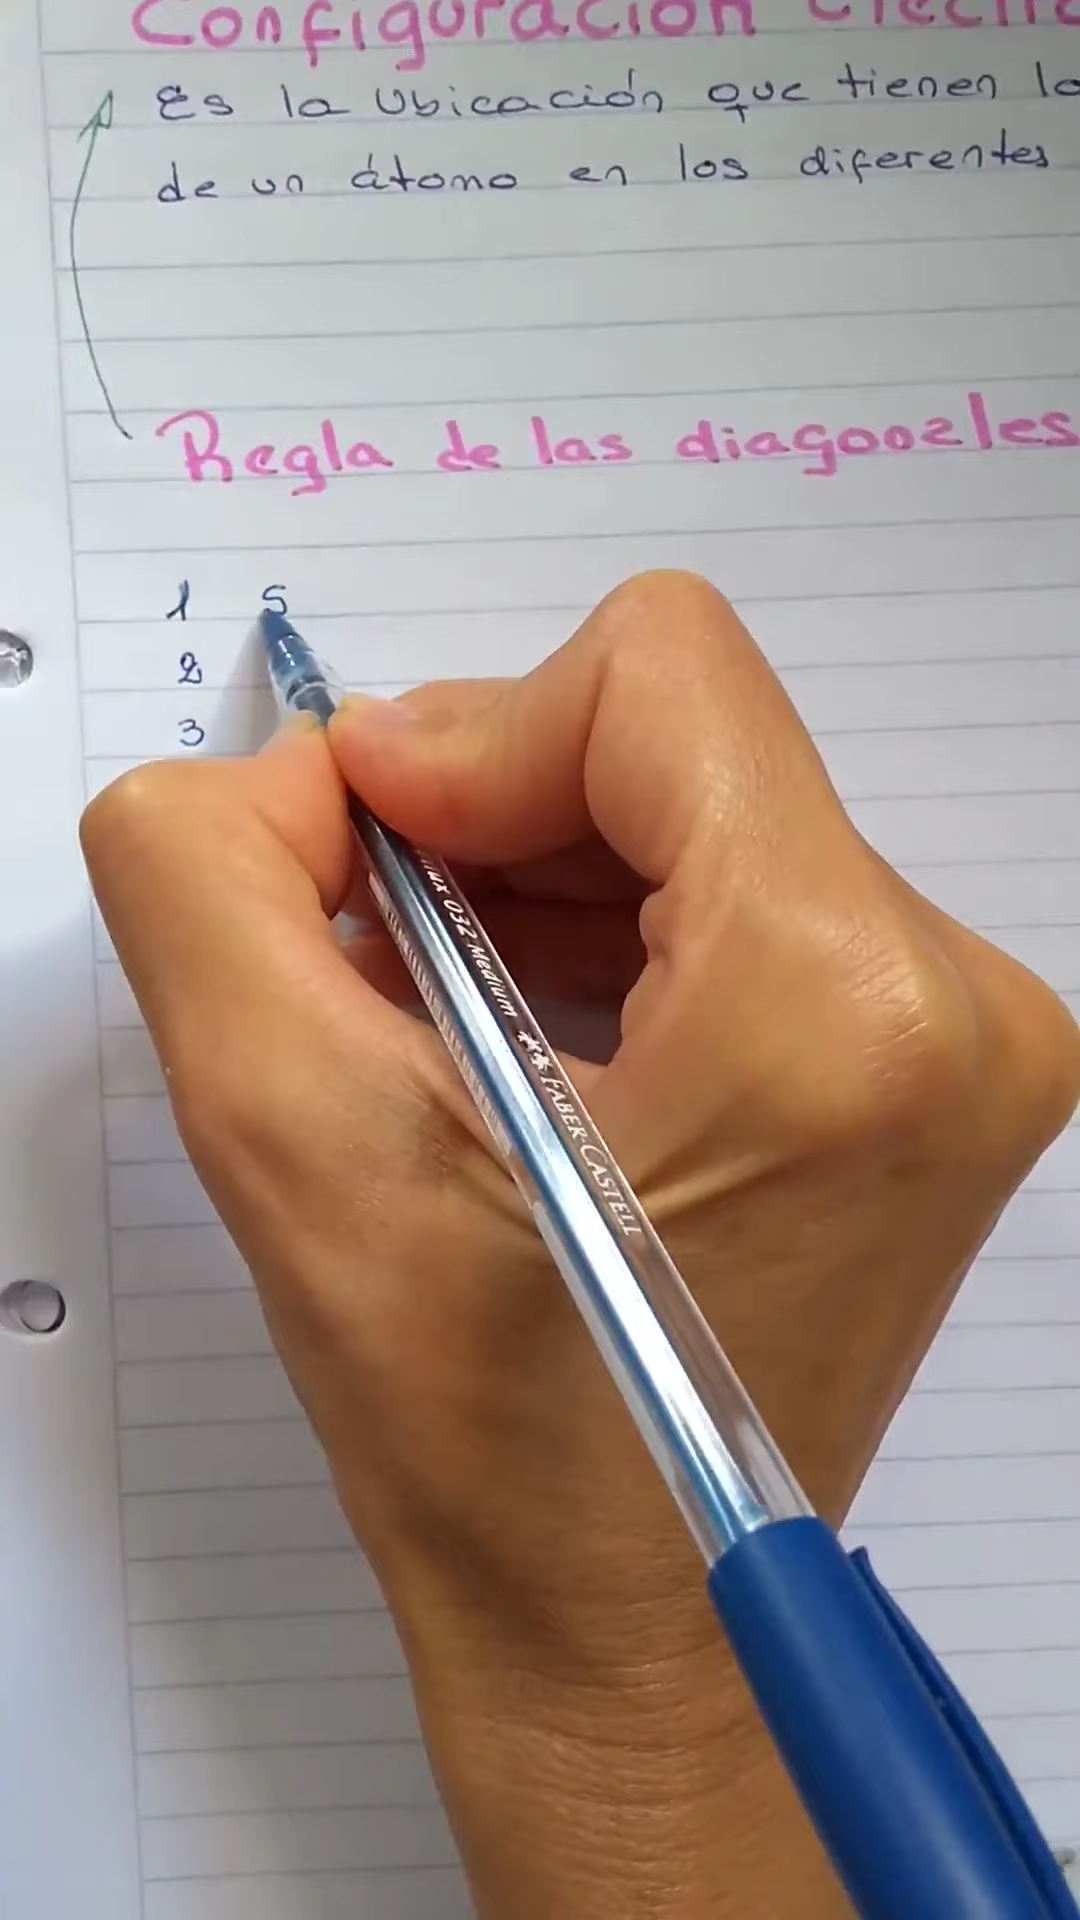 Configuración
Es la Ubicación que tienen
de un átomo en los diferentes
Regla de las diagonales
1 s
2
3
032 Medium FABER-CASTELL